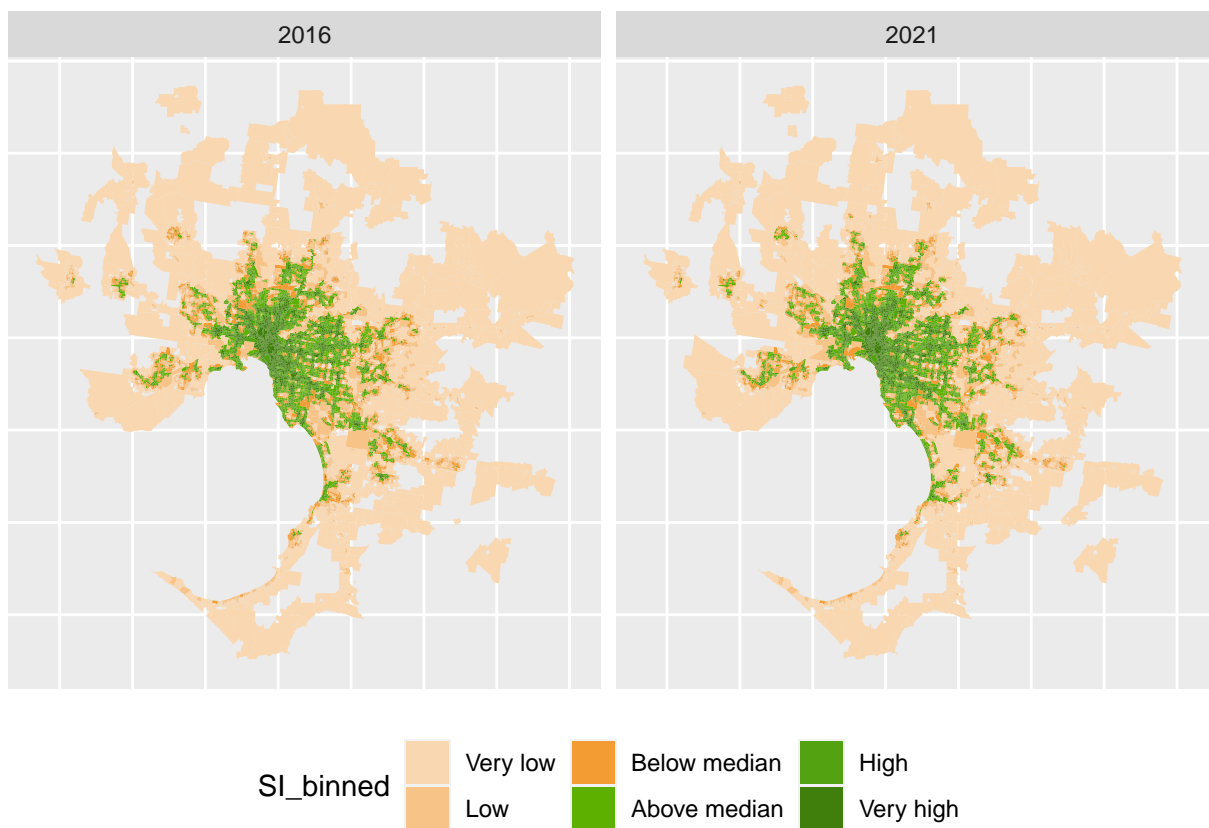 2016
2021
SI_binned
Very low
Below median
High
Low
Above median
Very high